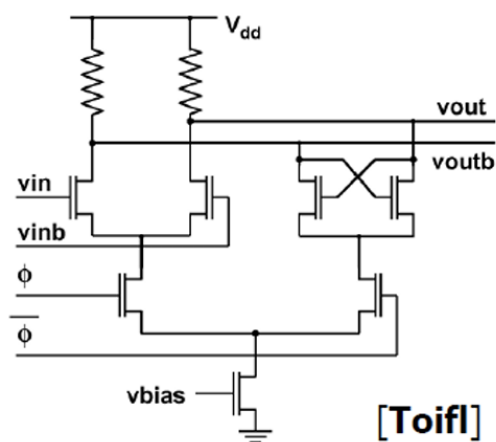 Vdd
vout
voutb
vin
vinb
ϕ
ϕ̅
vbias
[Toifl]